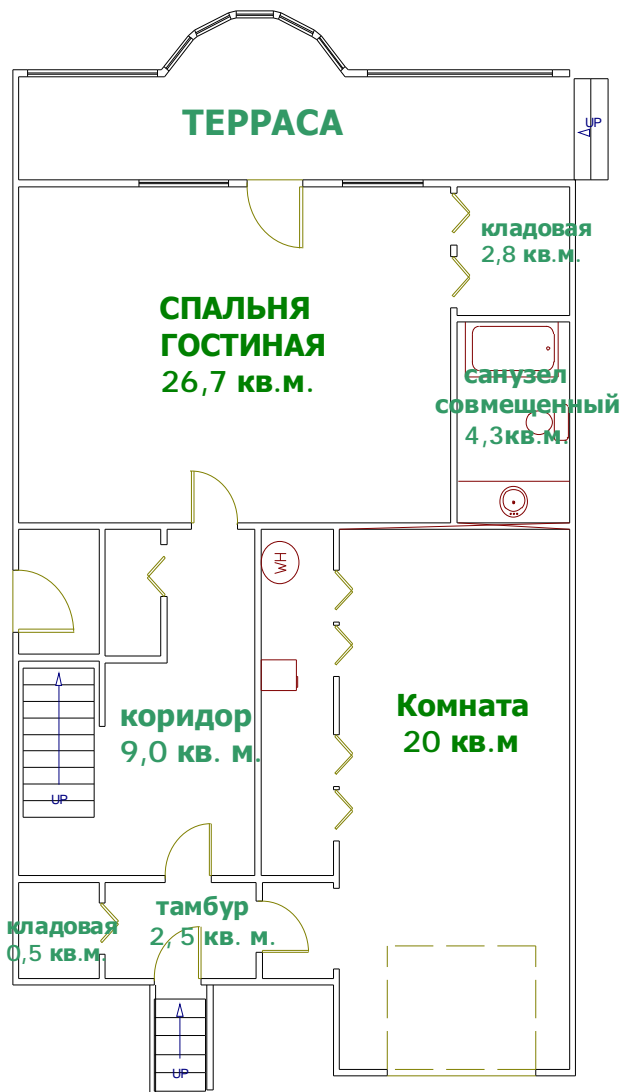 ТЕРРАСА
UP
кладовая
2,8 кв.м.
СПАЛЬНЯ
ГОСТИНАЯ
26,7 кв.м.
санузел
совмещенный
4,3кв.м.
WH
Комната
20 кв.м
коридор
9,0 кв. м.
UP
тамбур
2, 5 кв. м.
кладовая
0,5 кв.м.
UP